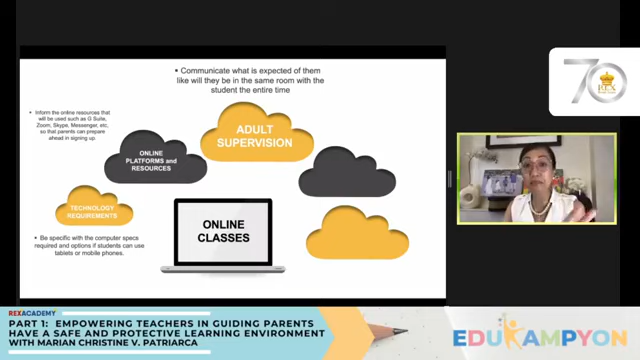 Communicate what is expected of them
like will they be in the same room with the
student the entire time
Inform the online resources that
will be used such as G Suite,
Zoom, Skype, Messenger, etc,
so that parents can prepare
ahead in signing up.
ADULT
SUPERVISION
ONLINE
PLATFORMS and
RESOURCES
TECHNOLOGY
REQUIREMENTS
Be specific with the computer specs
required and options if students can use
tablets or mobile phones.
ONLINE
CLASSES
70
REX
REXACADEMY
PART 1: EMPOWERING TEACHERS IN GUIDING PARENTS
HAVE A SAFE AND PROTECTIVE LEARNING ENVIRONMENT
WITH MARIAN CHRISTINE V. PATRIARCA
EDUKAMPYON